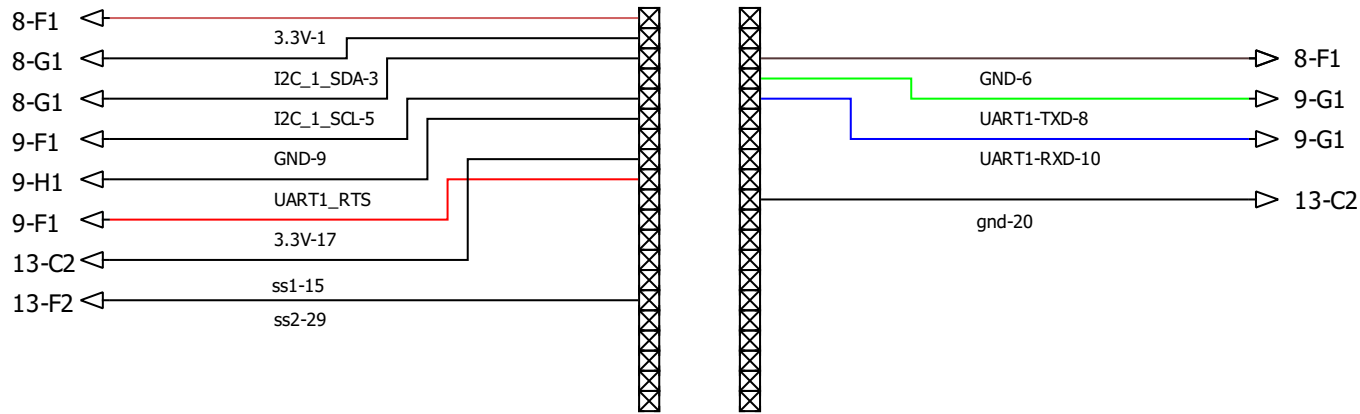 8-F1
3.3V-1
8-G1
I2C_1_SDA-3
8-G1
I2C_1_SCL-5
9-F1
GND-9
9-H1
UART1_RTS
9-F1
3.3V-17
13-C2
ss1-15
13-F2
ss2-29
8-F1
GND-6
9-G1
UART1-TXD-8
9-G1
UART1-RXD-10
13-C2
gnd-20